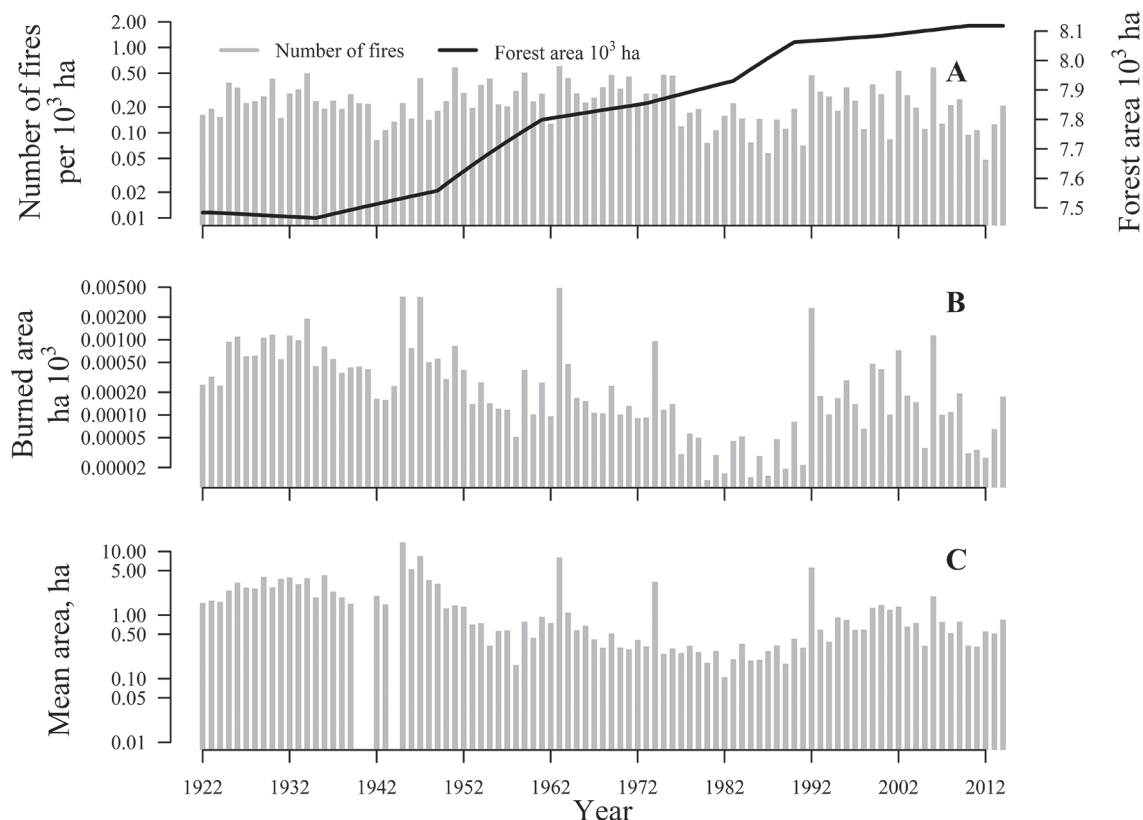 Number of fires
per 10³ ha
2.00
1.00
0.50
0.20
0.10
0.05
0.02
0.01
Number of fires
Forest area 10³ ha
A
8.1
8.0
7.9
7.8
7.7
7.6
7.5
Forest area 10³ ha
Burned area
ha 10³
0.00500
0.00200
0.00100
0.00050
0.00020
0.00010
0.00005
0.00002
B
Mean area, ha
10.00
5.00
1.00
0.50
0.10
0.05
0.01
C
1922 1932 1942 1952 1962 1972 1982 1992 2002 2012
Year